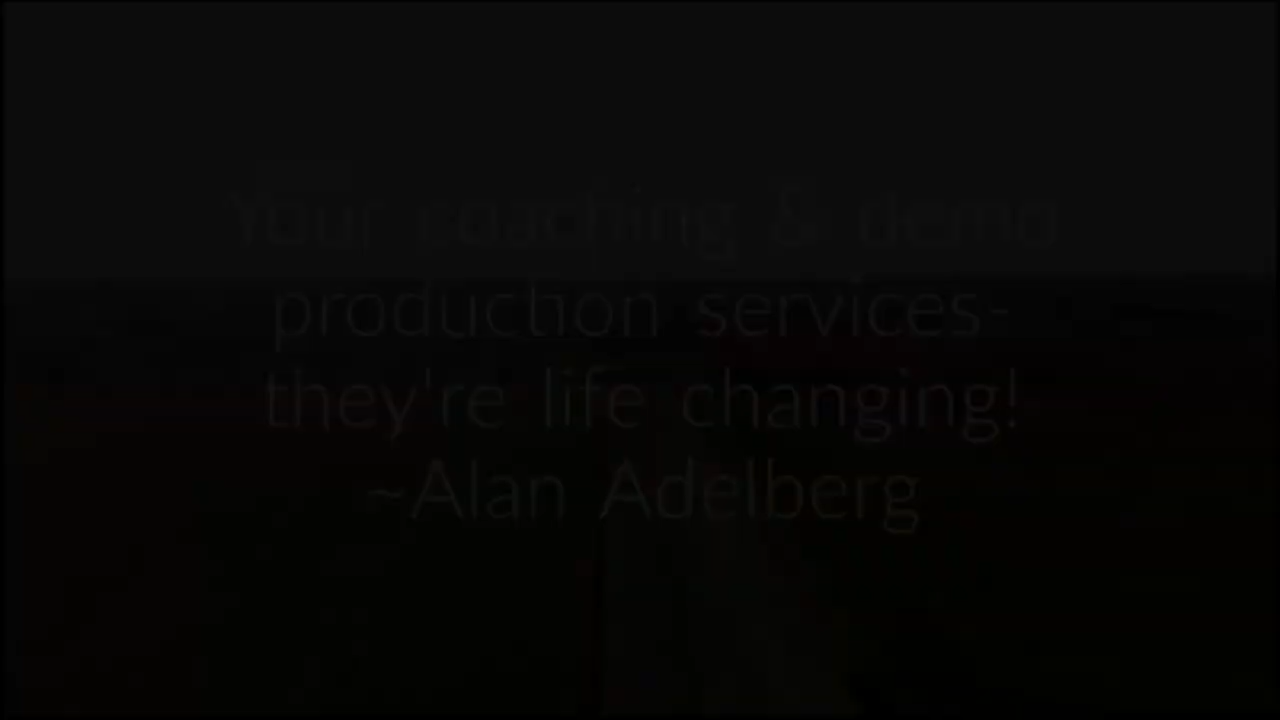 Your coaching & demo
production services-
they're life changing!
~Alan Adelberg